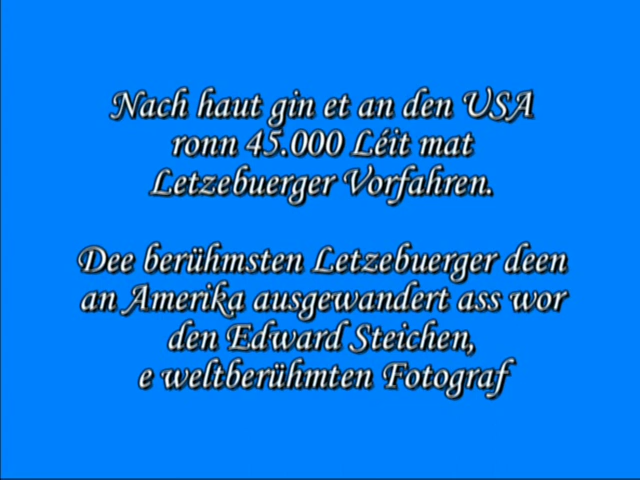 Nach haut gin et an den USA
ronn 45.000 Léit mat
Letzebuerger Vorfahren.
Dee berühmsten Letzebuerger deen
an Amerika ausgewandert ass wor
den Edward Steichen,
e weltberühmten Fotograf